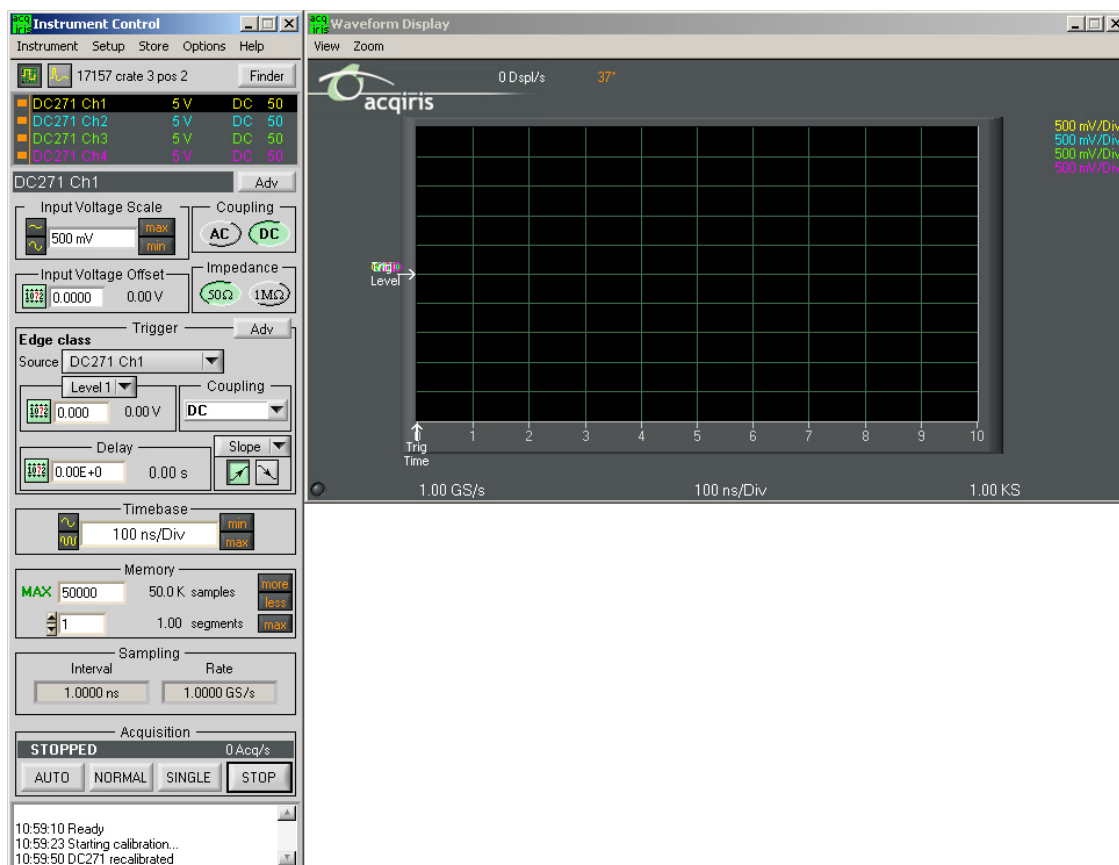 Instrument Control
Instrument Setup Store Options Help
17157 crate 3 pos 2 Finder
DC271 Ch1 5 V DC 50
DC271 Ch2 5 V DC 50
DC271 Ch3 5 V DC 50
DC271 Ch4 5 V DC 50
DC271 Ch1 Adv
Input Voltage Scale Coupling
500 mV max min AC DC
Input Voltage Offset Impedance
0.0000 0.00 V 50Ω 1MΩ
Trigger Adv
Edge class
Source DC271 Ch1
Level 1 Coupling
0.000 0.00 V DC
Delay Slope
0.00E+0 0.00 s
Timebase
100 ns/Div min max
Memory
MAX 50000 50.0 K samples more less
1 1.00 segments max
Sampling
Interval Rate
1.0000 ns 1.0000 GS/s
Acquisition
STOPPED 0 Acq/s
AUTO NORMAL SINGLE STOP
10:59:10 Ready
10:59:23 Starting calibration...
10:59:50 DC271 recalibrated
Waveform Display
View Zoom
acqiris
0 Dspl/s 37°
500 mV/Div
500 mV/Div
500 mV/Div
500 mV/Div
Trig
Level
1 2 3 4 5 6 7 8 9 10
Trig
Time
1.00 GS/s 100 ns/Div 1.00 KS